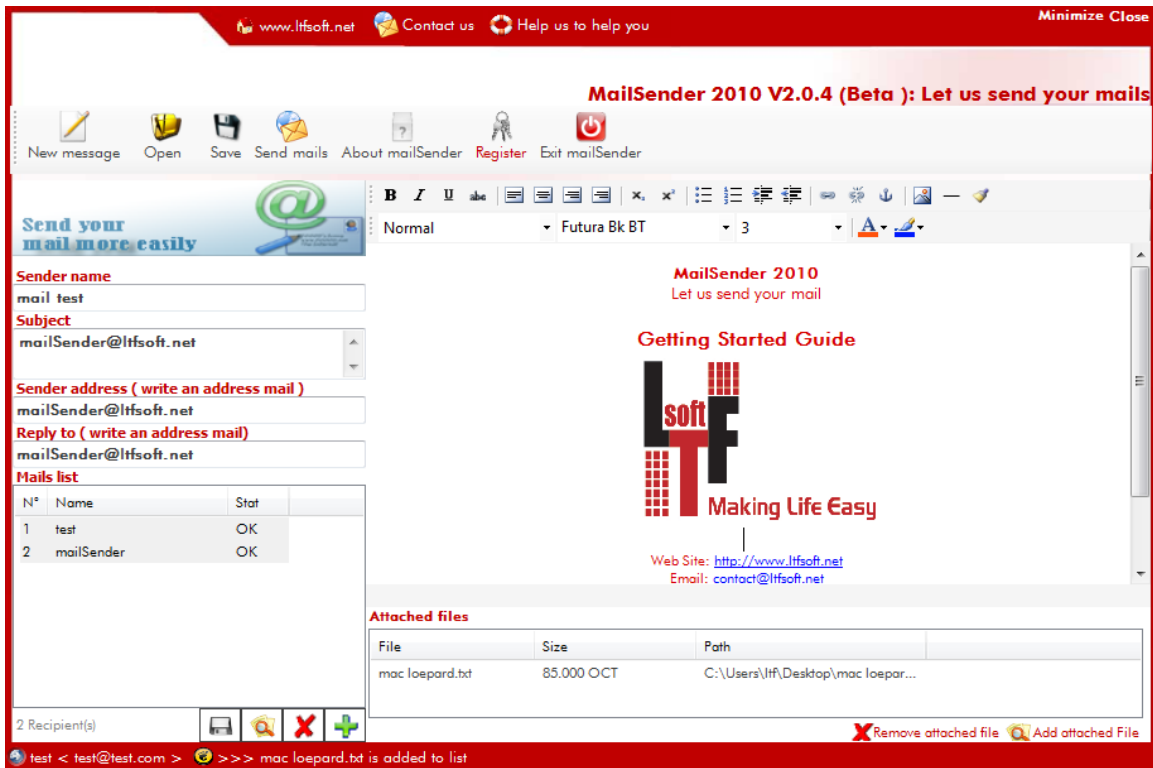 www.ltfsoft.net Contact us Help us to help you Minimize Close
MailSender 2010 V2.0.4 (Beta ): Let us send your mails
New message Open Save Send mails About mailSender Register Exit mailSender
Send your
mail more easily
B I U abc x₂ x²
Normal Futura Bk BT 3 A
Sender name
mail test
Subject
mailSender@ltfsoft.net
Sender address ( write an address mail )
mailSender@ltfsoft.net
Reply to ( write an address mail)
mailSender@ltfsoft.net
Mails list
N° Name Stat
1 test OK
2 mailSender OK
2 Recipient(s)
MailSender 2010
Let us send your mail
Getting Started Guide
LTF soft
Making Life Easy
Web Site: http://www.ltfsoft.net
Email: contact@ltfsoft.net
Attached files
File Size Path
mac loepard.txt 85.000 OCT C:\Users\ltf\Desktop\mac loepar...
Remove attached file Add attached File
test < test@test.com > >>> mac loepard.txt is added to list